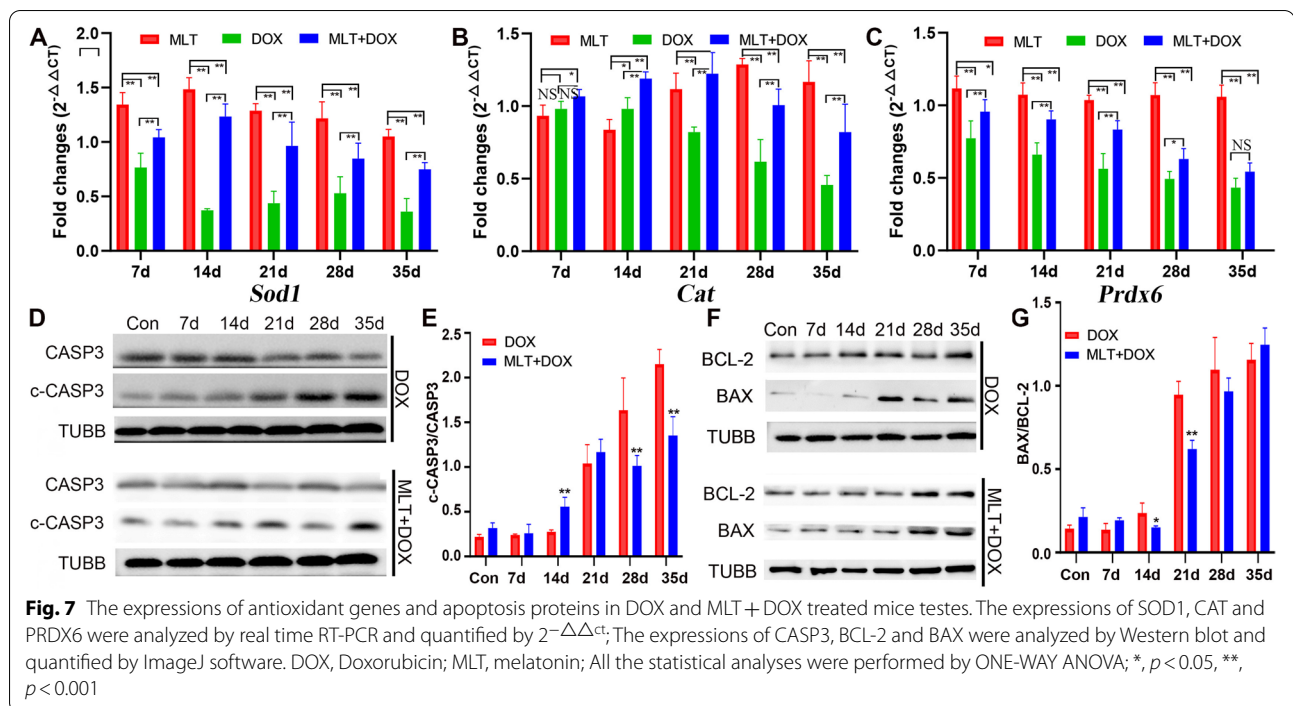 A
MLT DOX MLT+DOX
Fold changes (2^-△△CT)
2.0
1.5
1.0
0.5
0.0
** ** ** ** ** ** ** ** ** **
** ** ** ** **
7d 14d 21d 28d 35d
Sod1
B
MLT DOX MLT+DOX
Fold changes (2^-△△CT)
1.5
1.0
0.5
0.0
* ** ** ** **
NS NS * ** ** ** ** ** ** **
7d 14d 21d 28d 35d
Cat
C
MLT DOX MLT+DOX
Fold changes (2^-△△CT)
1.5
1.0
0.5
0.0
** * ** ** ** ** ** ** ** **
** ** ** * NS
7d 14d 21d 28d 35d
Prdx6
D
Con 7d 14d 21d 28d 35d
CASP3
c-CASP3
TUBB
DOX
CASP3
c-CASP3
TUBB
MLT+DOX
E
DOX
MLT+DOX
c-CASP3/CASP3
2.5
2.0
1.5
1.0
0.5
0.0
** ** **
Con 7d 14d 21d 28d 35d
F
Con 7d 14d 21d 28d 35d
BCL-2
BAX
TUBB
DOX
BCL-2
BAX
TUBB
MLT+DOX
G
DOX
MLT+DOX
BAX/BCL-2
1.5
1.0
0.5
0.0
* **
Con 7d 14d 21d 28d 35d
Fig. 7 The expressions of antioxidant genes and apoptosis proteins in DOX and MLT + DOX treated mice testes. The expressions of SOD1, CAT and
PRDX6 were analyzed by real time RT-PCR and quantified by 2^−△△ct; The expressions of CASP3, BCL-2 and BAX were analyzed by Western blot and
quantified by ImageJ software. DOX, Doxorubicin; MLT, melatonin; All the statistical analyses were performed by ONE-WAY ANOVA; *, p < 0.05, **,
p < 0.001